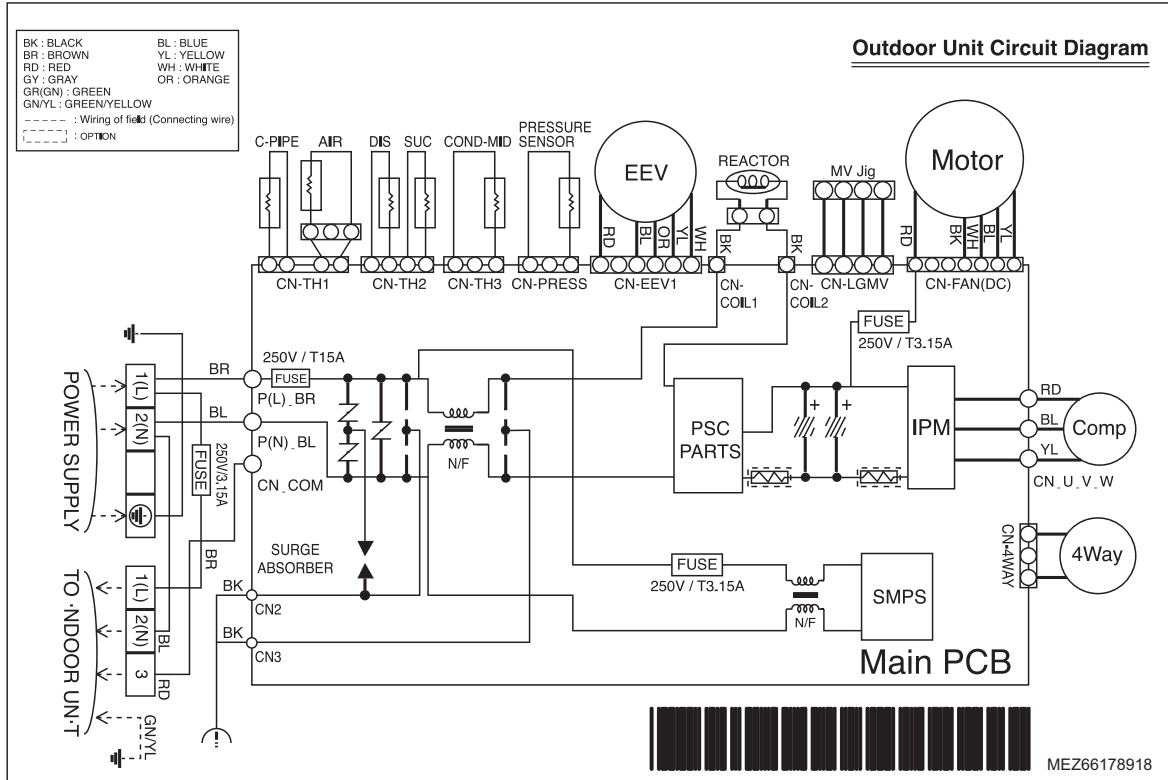 Outdoor Unit Circuit Diagram
BK : BLACK
BR : BROWN
RD : RED
GY : GRAY
GR(GN) : GREEN
GN/YL : GREEN/YELLOW
BL : BLUE
YL : YELLOW
WH : WHITE
OR : ORANGE
: Wiring of field (Connecting wire)
: OPTION
C-PIPE
AIR
DIS
SUC
COND-MID
PRESSURE
SENSOR
EEV
REACTOR
MV Jig
Motor
RD
BL
OR
YL
WH
BK
BK
RD
BK
WH
BL
YL
CN-TH1
CN-TH2
CN-TH3
CN-PRESS
CN-EEV1
CN-
COIL1
CN-
COIL2
CN-LGMV
CN-FAN(DC)
FUSE
250V / T3.15A
POWER SUPPLY
1(L)
2(N)
BR
BL
250V / T15A
FUSE
P(L)_BR
P(N)_BL
CN_COM
FUSE
250V/3.15A
BR
N/F
PSC
PARTS
+
+
IPM
RD
BL
YL
Comp
CN_U_V_W
SURGE
ABSORBER
BK
CN2
BK
CN3
FUSE
250V / T3.15A
N/F
SMPS
CN-4WAY
4Way
Main PCB
TO ·NDOOR UN·T
1(L)
2(N)
3
BL
RD
GN/YL
MEZ66178918